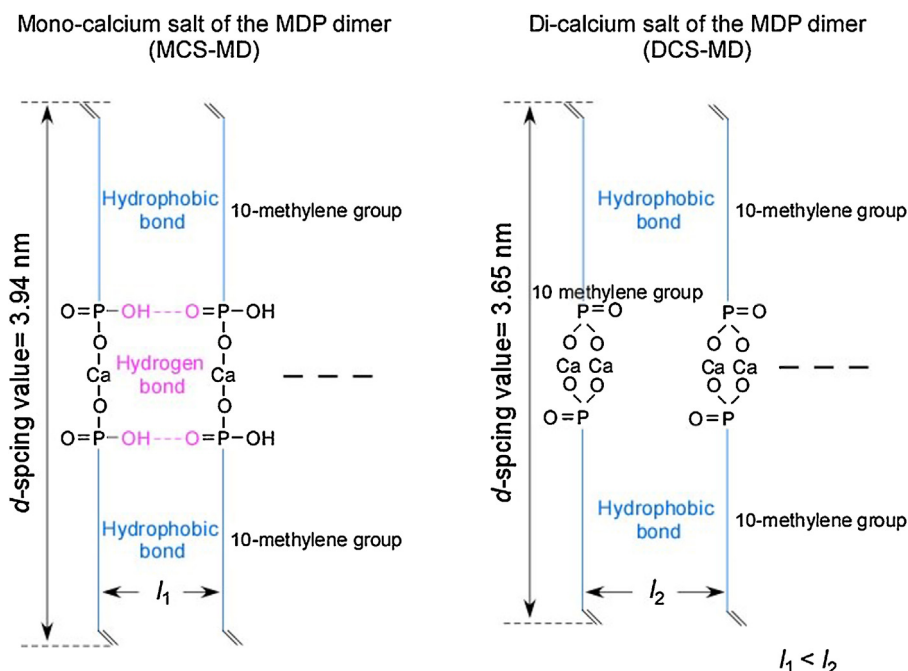 Mono-calcium salt of the MDP dimer
(MCS-MD)
d-spcing value= 3.94 nm
Hydrophobic
bond
10-methylene group
O=P-OH---O=P-OH
O O
Ca Hydrogen Ca
bond
O O
O=P-OH---O=P-OH
Hydrophobic
bond
10-methylene group
l1
Di-calcium salt of the MDP dimer
(DCS-MD)
d-spcing value= 3.65 nm
Hydrophobic
bond
10-methylene group
10 methylene group
P=O P=O
O O O O
Ca Ca Ca Ca
O O O O
O=P O=P
Hydrophobic
bond
10-methylene group
l2
l1 < l2